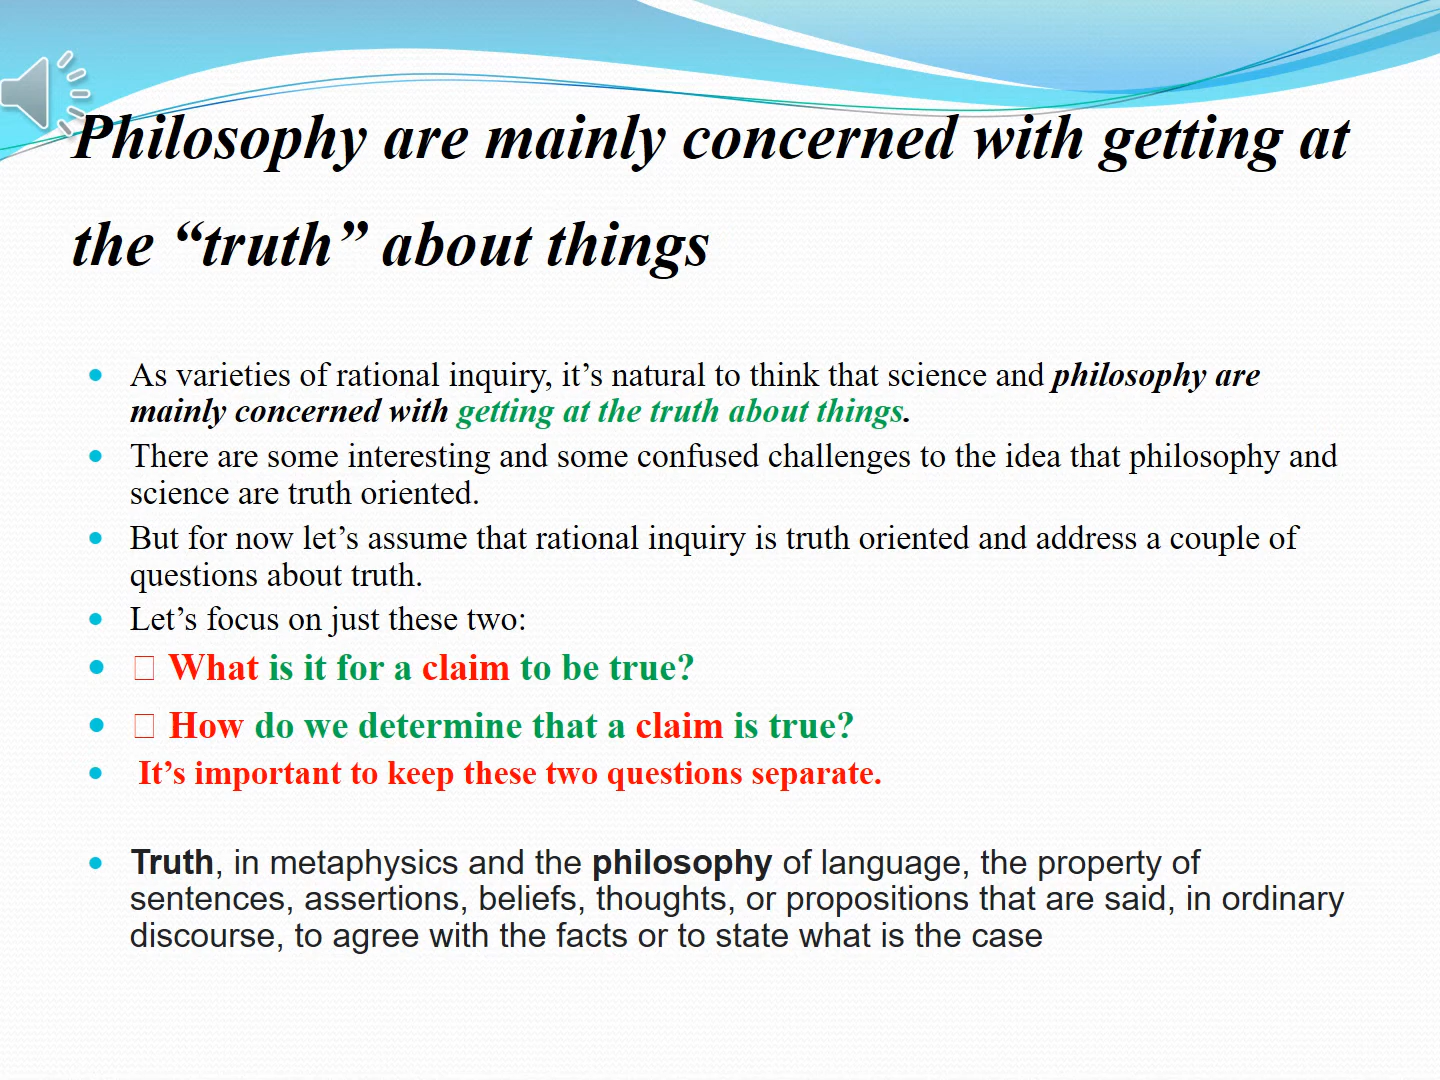 Philosophy are mainly concerned with getting at
the “truth” about things
As varieties of rational inquiry, it’s natural to think that science and philosophy are
mainly concerned with getting at the truth about things.
There are some interesting and some confused challenges to the idea that philosophy and
science are truth oriented.
But for now let’s assume that rational inquiry is truth oriented and address a couple of
questions about truth.
Let’s focus on just these two:
What is it for a claim to be true?
How do we determine that a claim is true?
It’s important to keep these two questions separate.
Truth, in metaphysics and the philosophy of language, the property of
sentences, assertions, beliefs, thoughts, or propositions that are said, in ordinary
discourse, to agree with the facts or to state what is the case